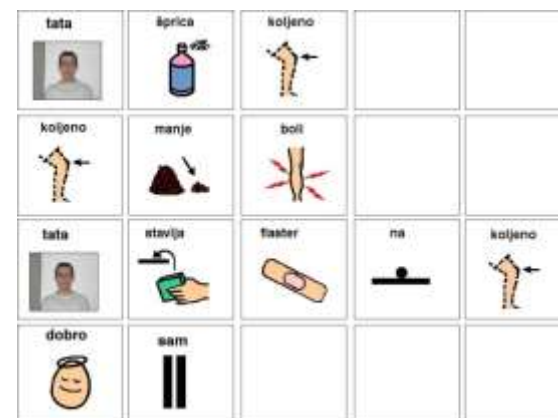 tata šprica koljeno
koljeno manje boli
tata stavlja flaster na koljeno
dobro sam